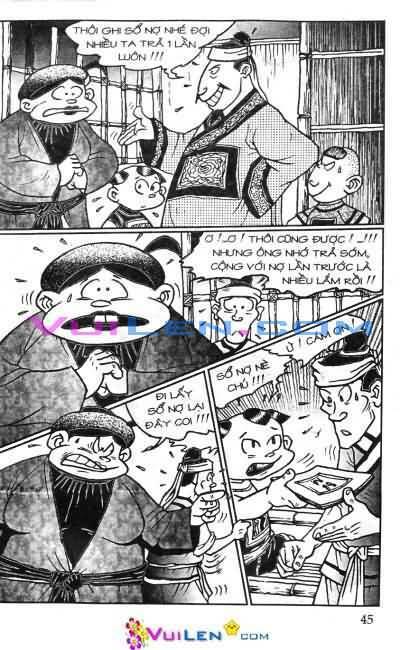 THÔI GHI SỔ NỢ NHÉ ĐỢI
NHIỀU TA TRẢ 1 LẦN
LUÔN !!!
Ơ !...Ơ ! THÔI CŨNG ĐƯỢC !...!!!
NHƯNG ÔNG NHỚ TRẢ SỚM,
CỘNG VỚI NỢ LẦN TRƯỚC LÀ
NHIỀU LẮM RỒI !!
VUILEN.COM
Ừ ! CÁM
SỔ NỢ NÈ
CHÚ !!!
ĐI LẤY
SỔ NỢ LẠI
ĐÂY COI !!!
45
VUILEN COM